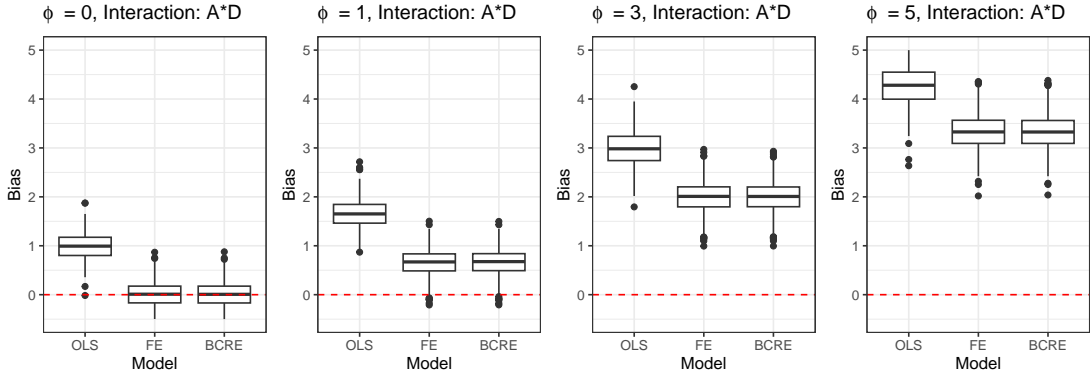 ϕ = 0, Interaction: A*D
5
4
3
2
1
0
Bias
OLS FE BCRE
Model
ϕ = 1, Interaction: A*D
5
4
3
2
1
0
Bias
OLS FE BCRE
Model
ϕ = 3, Interaction: A*D
5
4
3
2
1
0
Bias
OLS FE BCRE
Model
ϕ = 5, Interaction: A*D
5
4
3
2
1
0
Bias
OLS FE BCRE
Model